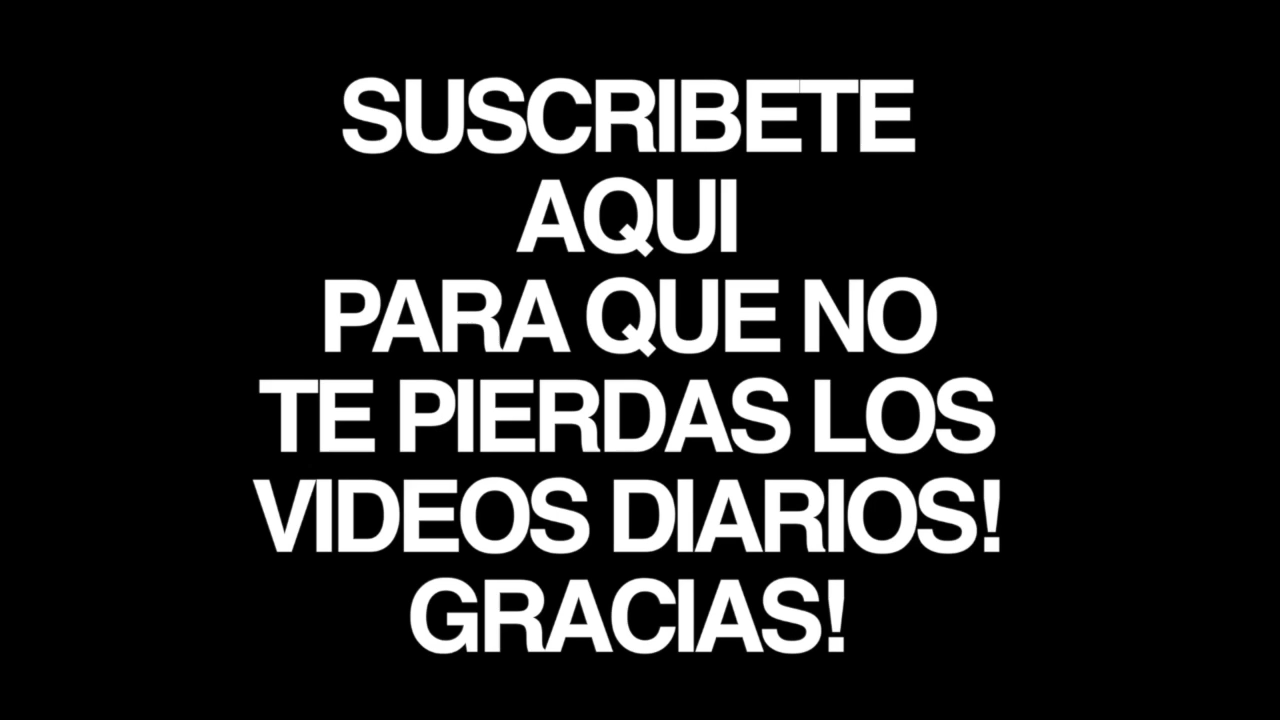 SUSCRIBETE
AQUI
PARA QUE NO
TE PIERDAS LOS
VIDEOS DIARIOS!
GRACIAS!